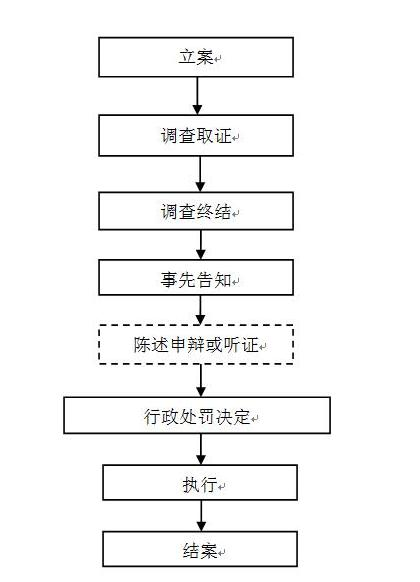 立案
调查取证
调查终结
事先告知
陈述申辩或听证
行政处罚决定
执行
结案